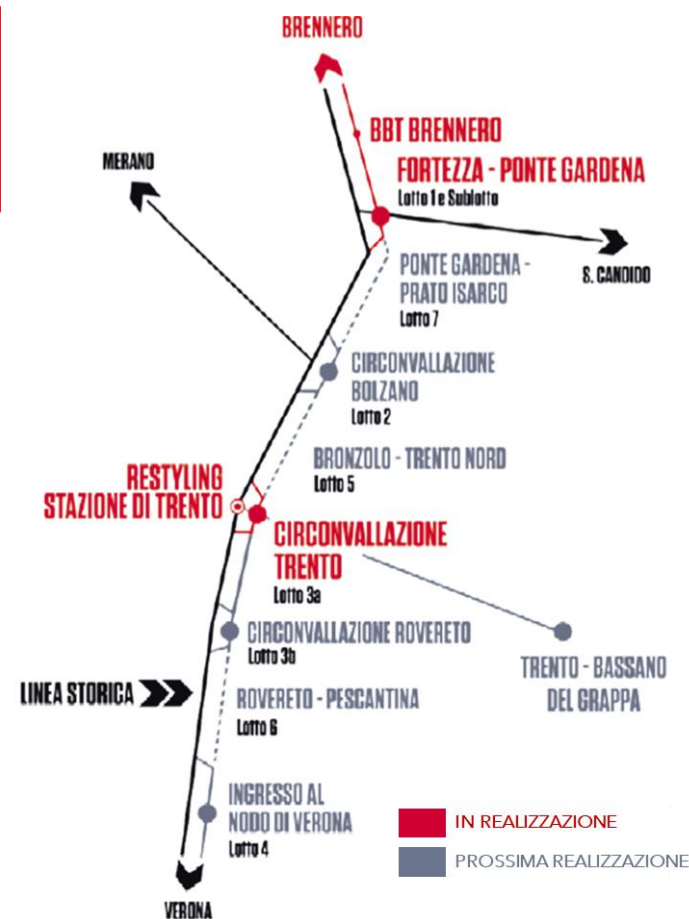 BRENNERO
BBT BRENNERO
MERANO
FORTEZZA - PONTE GARDENA
Lotto 1 e Sublotto
S. CANDIDO
PONTE GARDENA -
PRATO ISARCO
Lotto 7
CIRCONVALLAZIONE
BOLZANO
Lotto 2
BRONZOLO - TRENTO NORD
Lotto 5
RESTYLING
STAZIONE DI TRENTO
CIRCONVALLAZIONE
TRENTO
Lotto 3a
CIRCONVALLAZIONE ROVERETO
Lotto 3b
TRENTO - BASSANO
DEL GRAPPA
LINEA STORICA
ROVERETO - PESCANTINA
Lotto 6
INGRESSO AL
NODO DI VERONA
Lotto 4
IN REALIZZAZIONE
PROSSIMA REALIZZAZIONE
VERONA